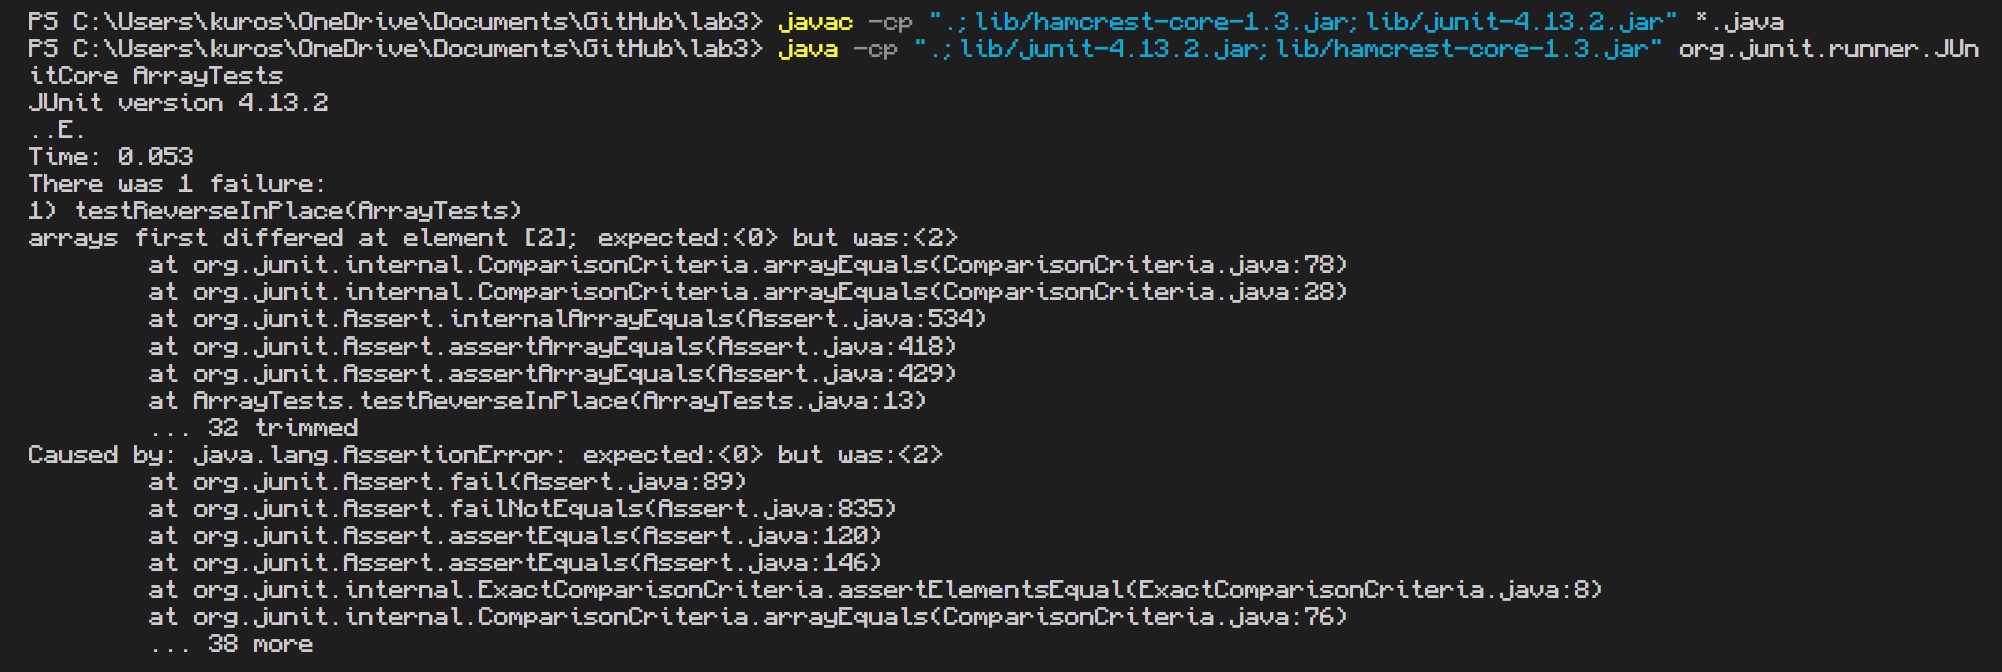 PS C:\Users\kuros\OneDrive\Documents\GitHub\lab3> javac -cp ".;lib/hamcrest-core-1.3.jar;lib/junit-4.13.2.jar" *.java
PS C:\Users\kuros\OneDrive\Documents\GitHub\lab3> java -cp ".;lib/junit-4.13.2.jar;lib/hamcrest-core-1.3.jar" org.junit.runner.JUn
itCore ArrayTests
JUnit version 4.13.2
..E.
Time: 0.053
There was 1 failure:
1) testReverseInPlace(ArrayTests)
arrays first differed at element [2]; expected:<0> but was:<2>
at org.junit.internal.ComparisonCriteria.arrayEquals(ComparisonCriteria.java:78)
at org.junit.internal.ComparisonCriteria.arrayEquals(ComparisonCriteria.java:28)
at org.junit.Assert.internalArrayEquals(Assert.java:534)
at org.junit.Assert.assertArrayEquals(Assert.java:418)
at org.junit.Assert.assertArrayEquals(Assert.java:429)
at ArrayTests.testReverseInPlace(ArrayTests.java:13)
... 32 trimmed
Caused by: java.lang.AssertionError: expected:<0> but was:<2>
at org.junit.Assert.fail(Assert.java:89)
at org.junit.Assert.failNotEquals(Assert.java:835)
at org.junit.Assert.assertEquals(Assert.java:120)
at org.junit.Assert.assertEquals(Assert.java:146)
at org.junit.internal.ExactComparisonCriteria.assertElementsEqual(ExactComparisonCriteria.java:8)
at org.junit.internal.ComparisonCriteria.arrayEquals(ComparisonCriteria.java:76)
... 38 more